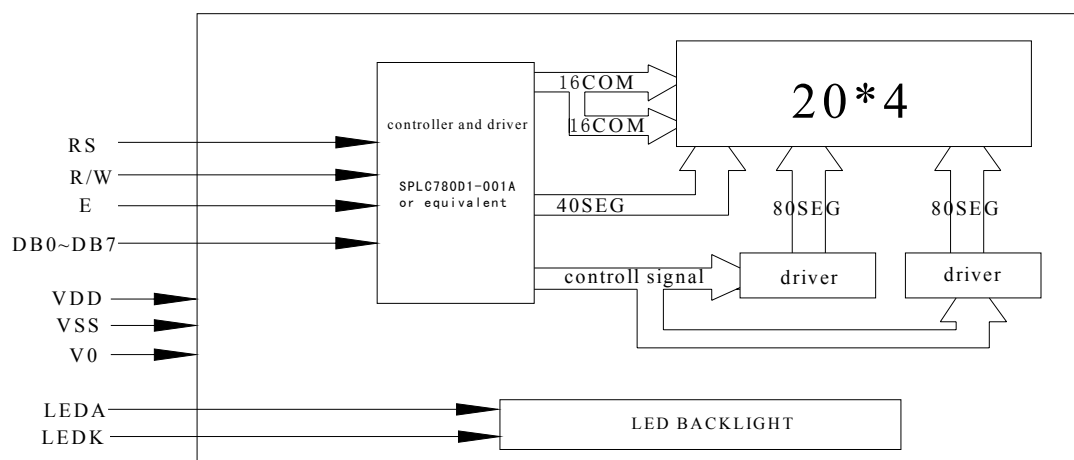 16COM
20*4
controller and driver
16COM
RS
R/W
SPLC780D1-001A
or equivalent
E
40SEG
80SEG
80SEG
DB0~DB7
controll signal
driver
driver
VDD
VSS
V0
LEDA
LED BACKLIGHT
LEDK